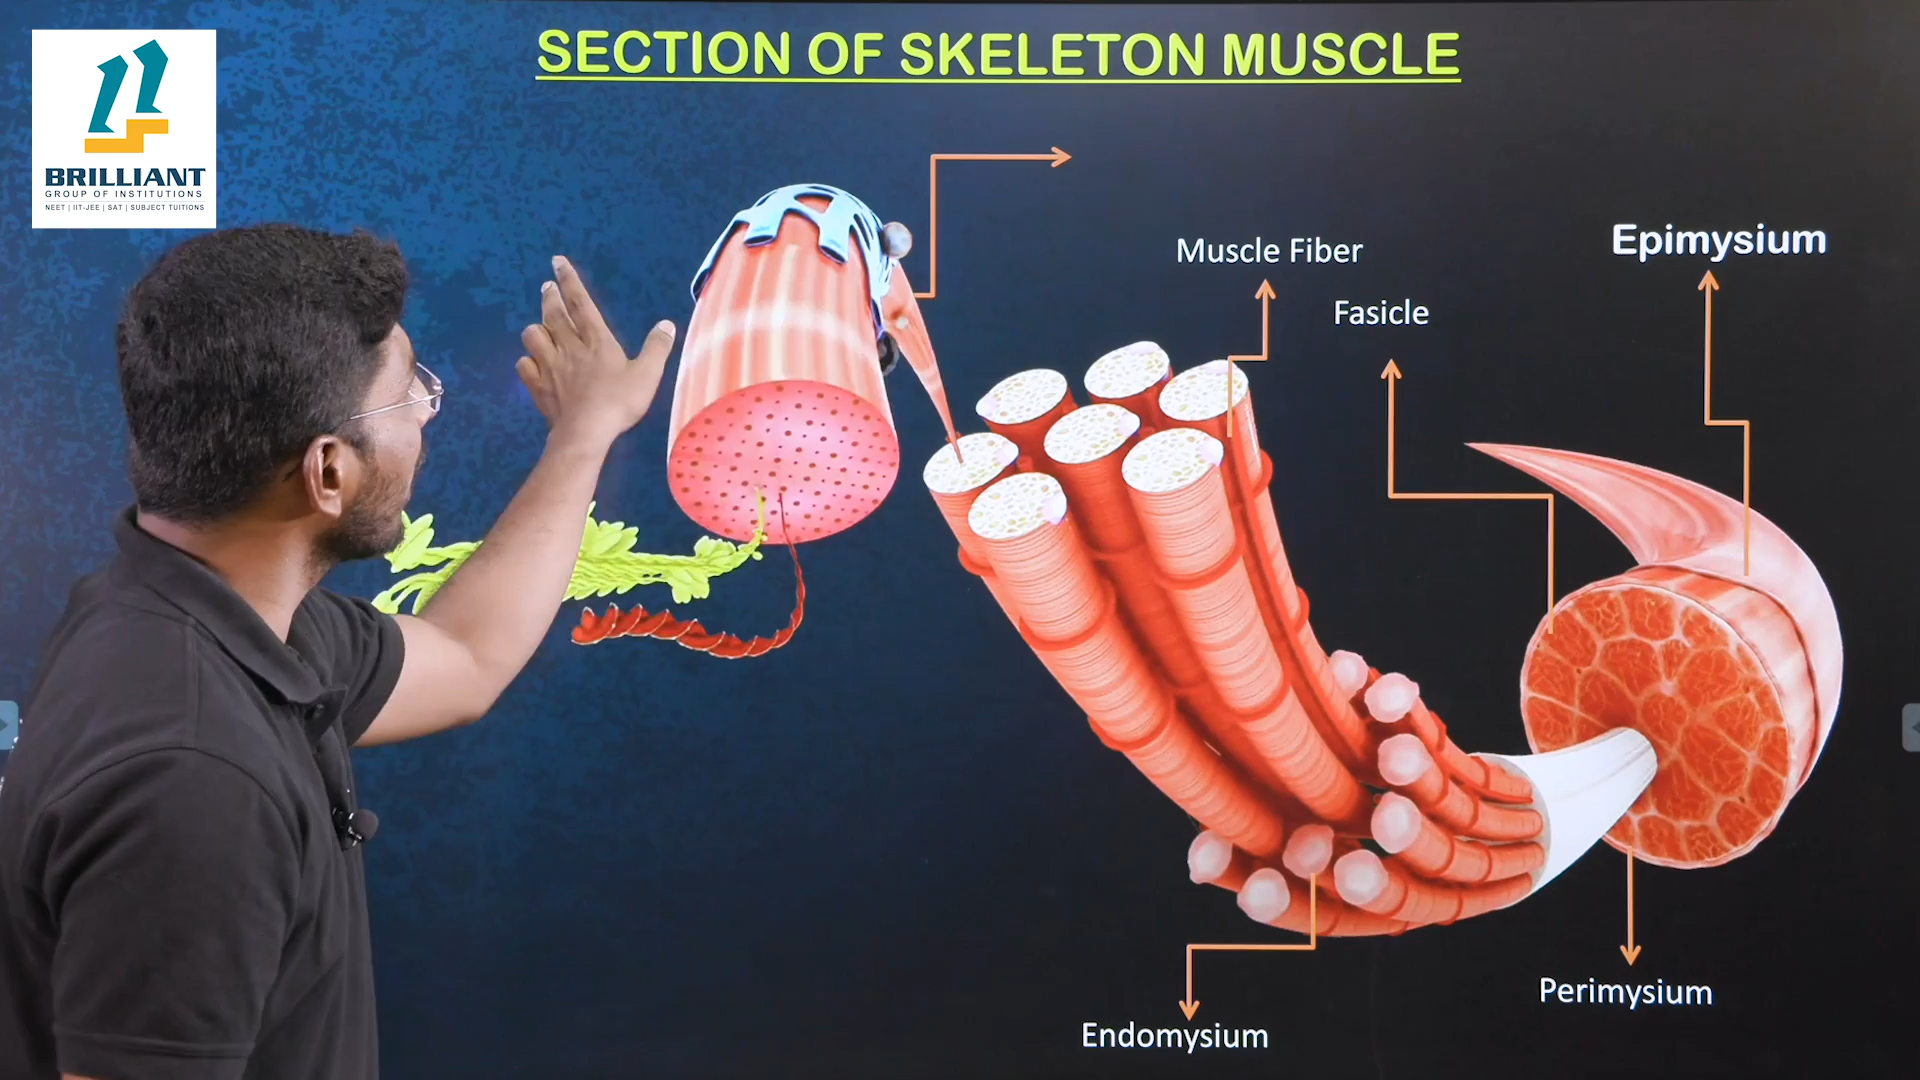 BRILLIANT
GROUP OF INSTITUTIONS
NEET | IIT-JEE | SAT | SUBJECT TUITIONS
SECTION OF SKELETON MUSCLE
Muscle Fiber
Epimysium
Fasicle
Perimysium
Endomysium